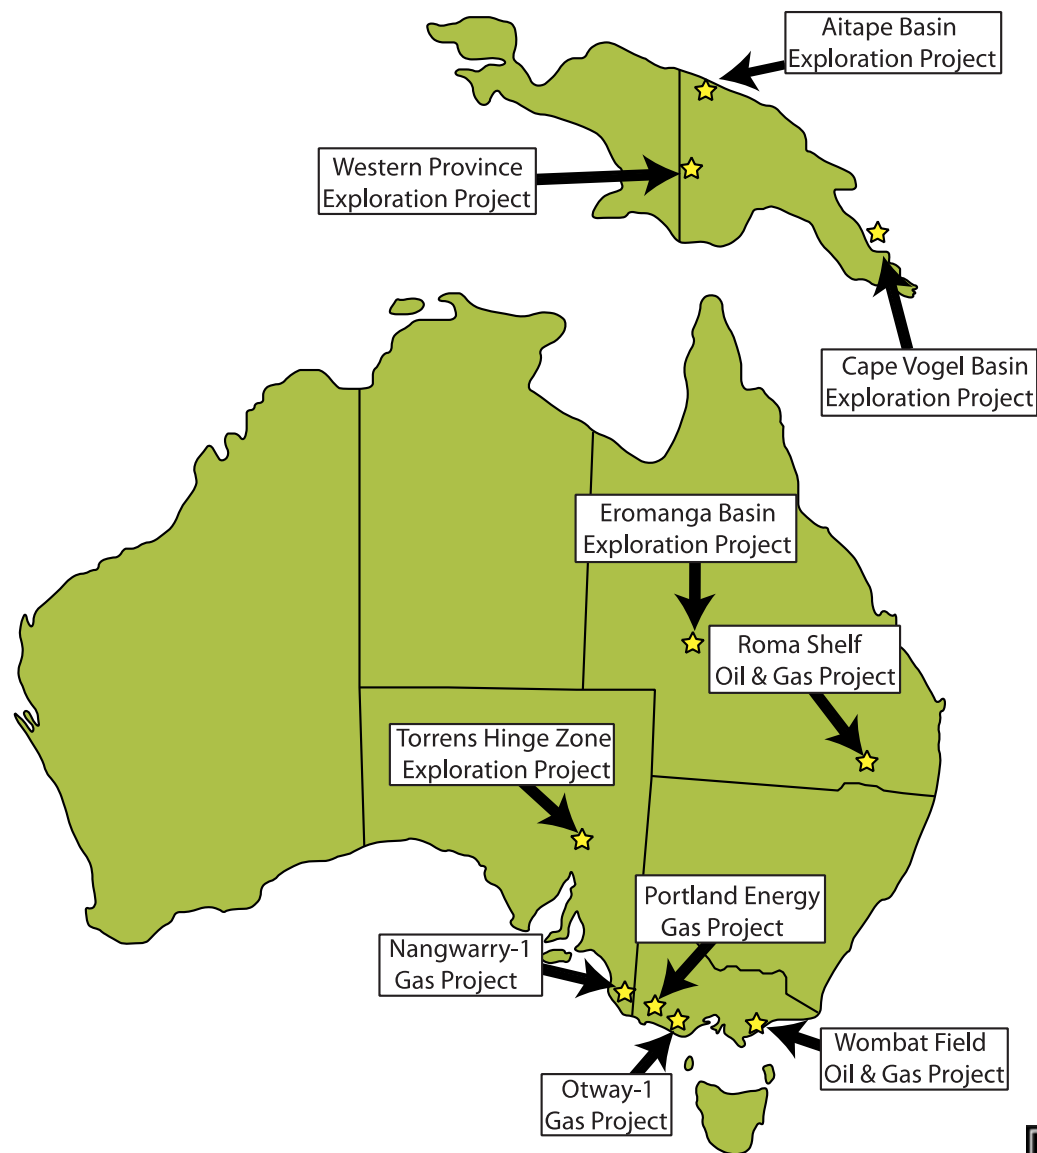 Aitape Basin
Exploration Project
Western Province
Exploration Project
Cape Vogel Basin
Exploration Project
Eromanga Basin
Exploration Project
Roma Shelf
Oil & Gas Project
Torrens Hinge Zone
Exploration Project
Portland Energy
Gas Project
Nangwarry-1
Gas Project
Wombat Field
Oil & Gas Project
Otway-1
Gas Project